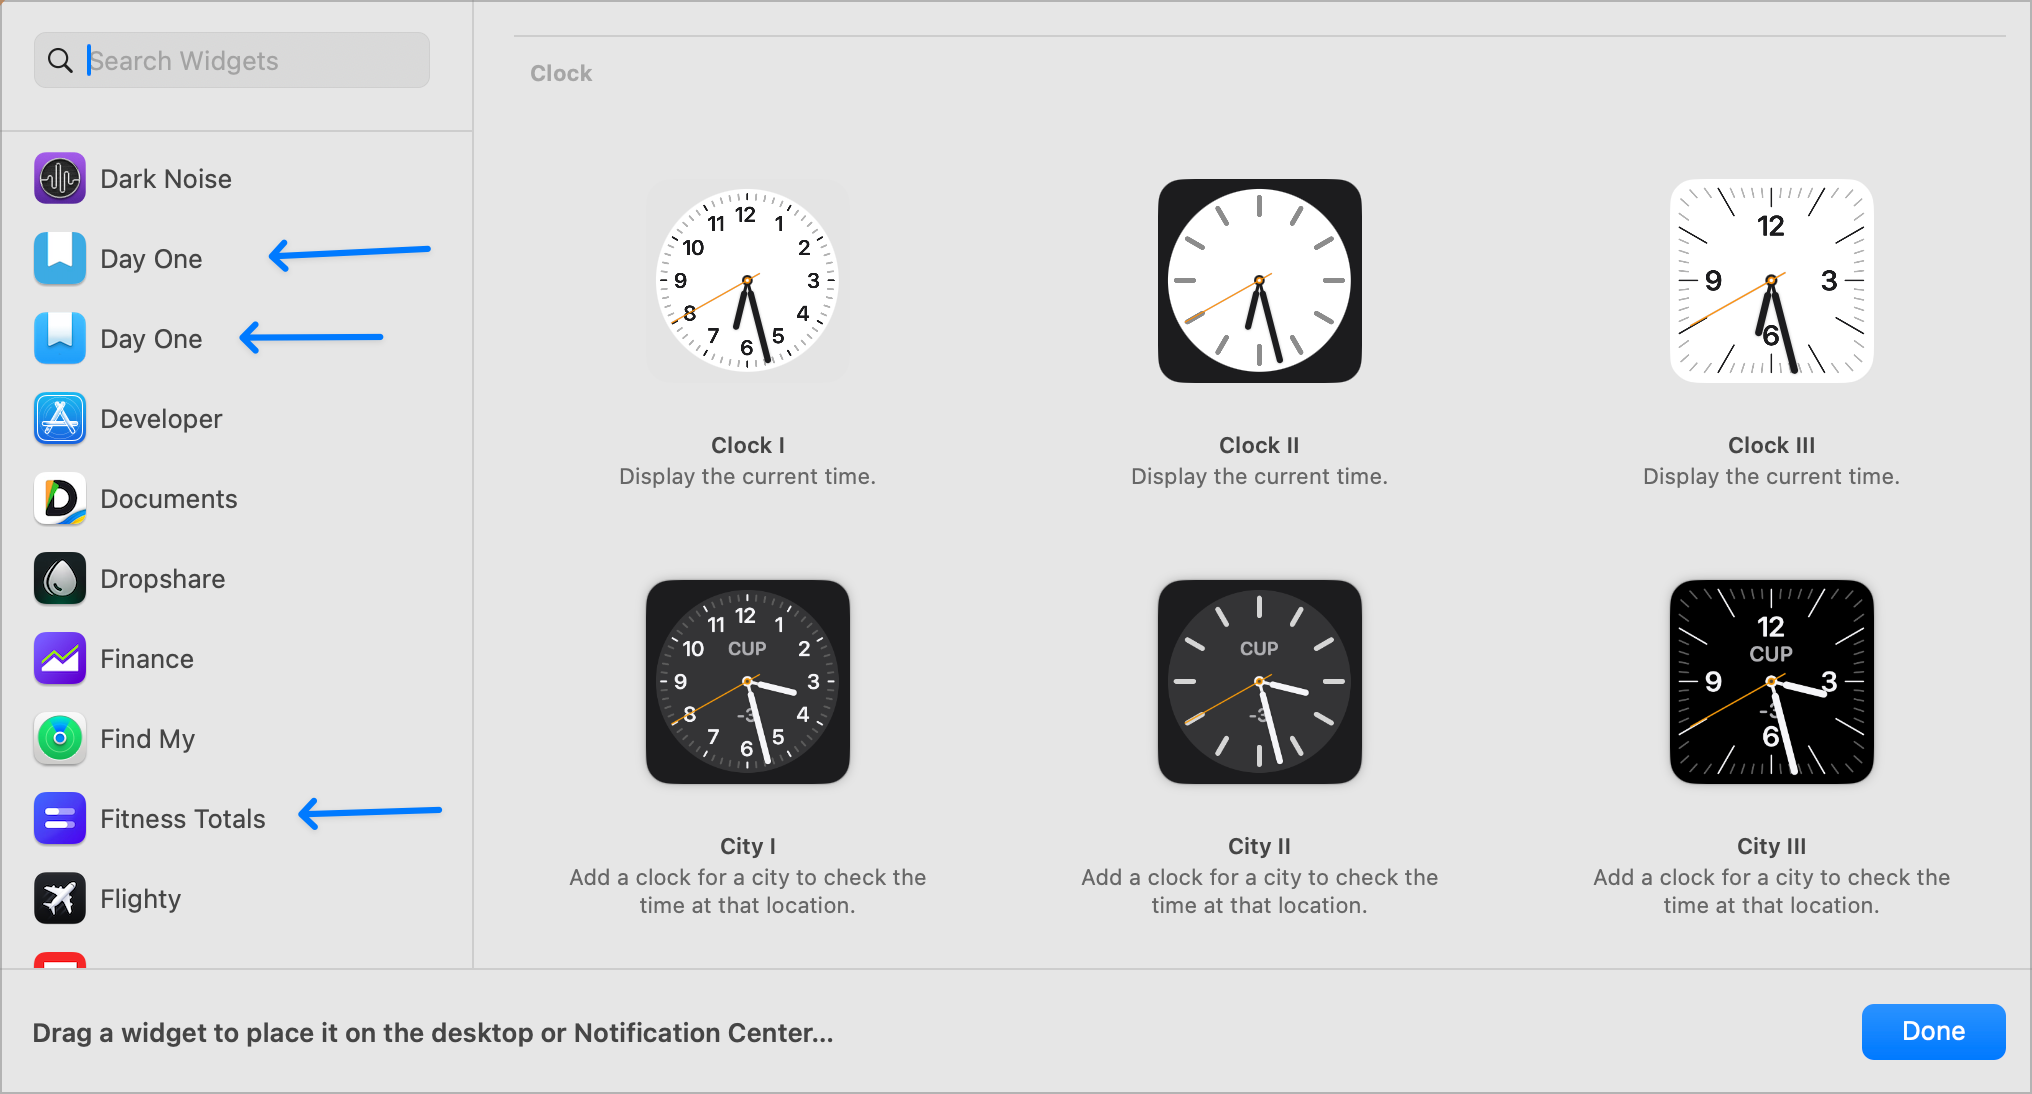 Search Widgets
Dark Noise
Day One
Day One
Developer
Documents
Dropshare
Finance
Find My
Fitness Totals
Flighty
Clock
12
11 1
10 2
9 3
8 4
7 5
6
12
9 3
6
Clock I
Display the current time.
Clock II
Display the current time.
Clock III
Display the current time.
12
11 1
10 CUP 2
9 3
8 -3 4
7 5
6
CUP
-3
12
CUP
9 3
-3
6
City I
Add a clock for a city to check the
time at that location.
City II
Add a clock for a city to check the
time at that location.
City III
Add a clock for a city to check the
time at that location.
Drag a widget to place it on the desktop or Notification Center...
Done